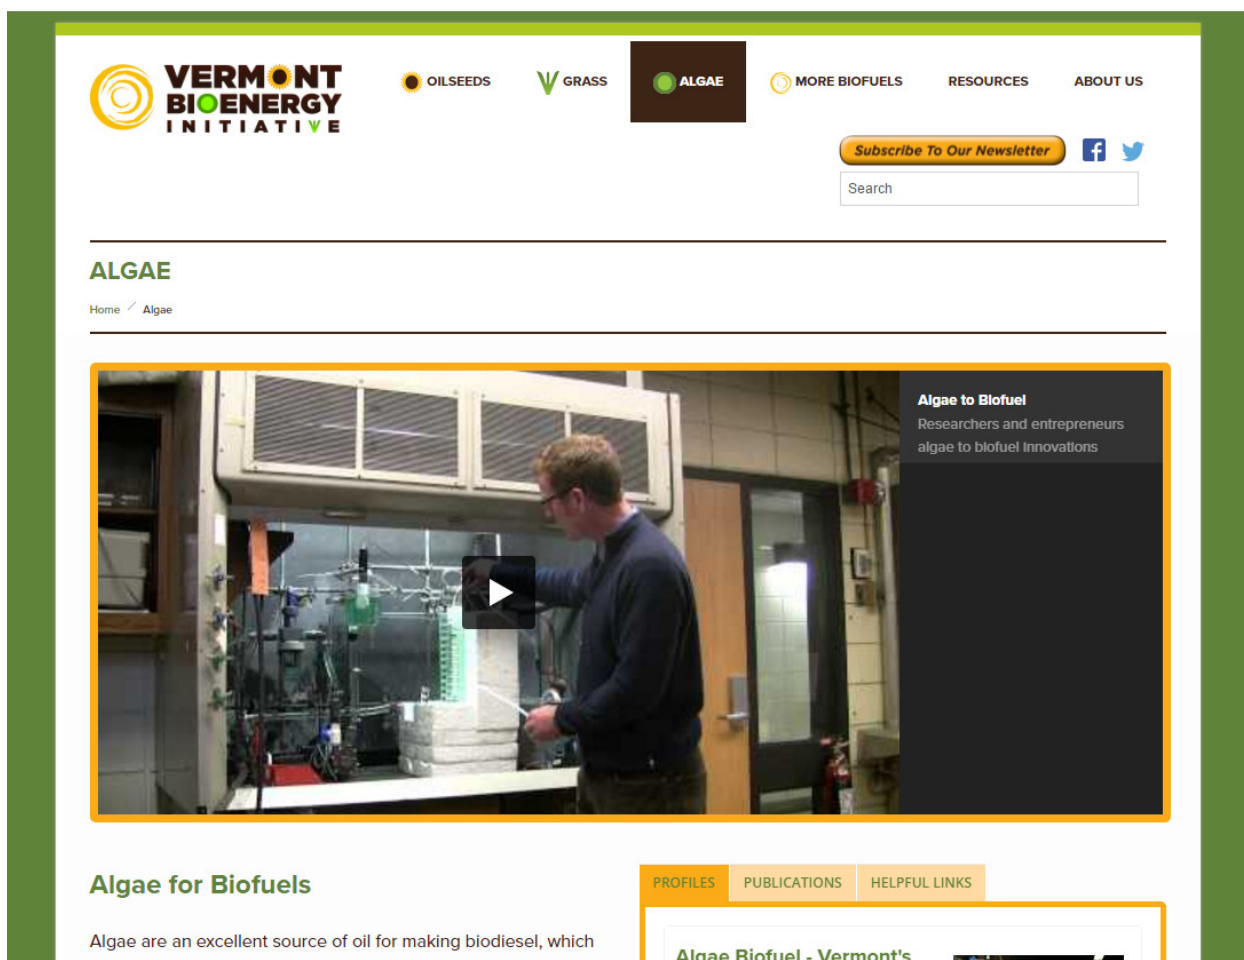 VERMONT
BIOENERGY
INITIATIVE
OILSEEDS
GRASS
ALGAE
MORE BIOFUELS
RESOURCES
ABOUT US
Subscribe To Our Newsletter
Search
ALGAE
Home / Algae
Algae to Biofuel
Researchers and entrepreneurs
algae to biofuel innovations
Algae for Biofuels
PROFILES
PUBLICATIONS
HELPFUL LINKS
Algae are an excellent source of oil for making biodiesel, which
Algae Biofuel - Vermont's